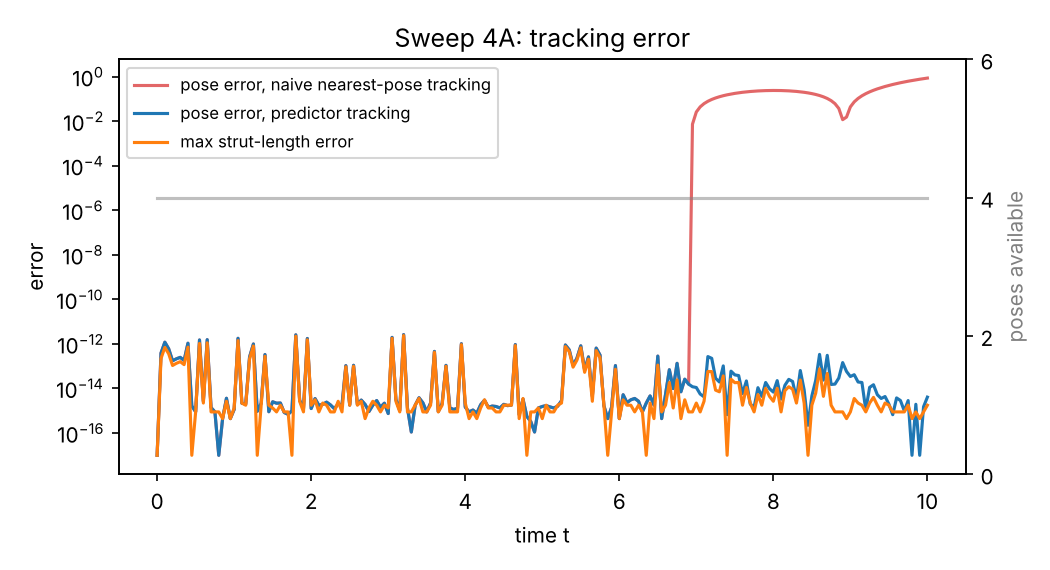 Sweep 4A: tracking error
pose error, naive nearest-pose tracking
pose error, predictor tracking
max strut-length error
error
10⁰
10⁻²
10⁻⁴
10⁻⁶
10⁻⁸
10⁻¹⁰
10⁻¹²
10⁻¹⁴
10⁻¹⁶
6
4
2
0
poses available
0 2 4 6 8 10
time t